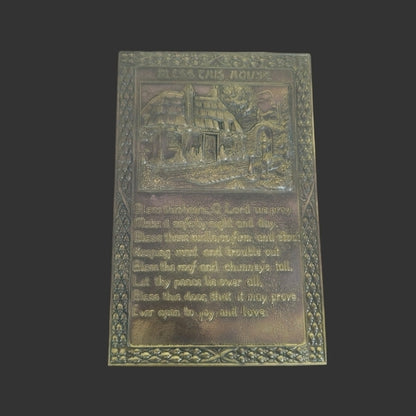 BLESS THIS HOUSE
Bless this house, O Lord we pray,
Make it safe by night and day,
Bless these walls so firm and stout
Keeping want and trouble out
Bless the roof and chimneys tall,
Let thy peace lie over all,
Bless this door, that it may prove
Ever open to joy and love.